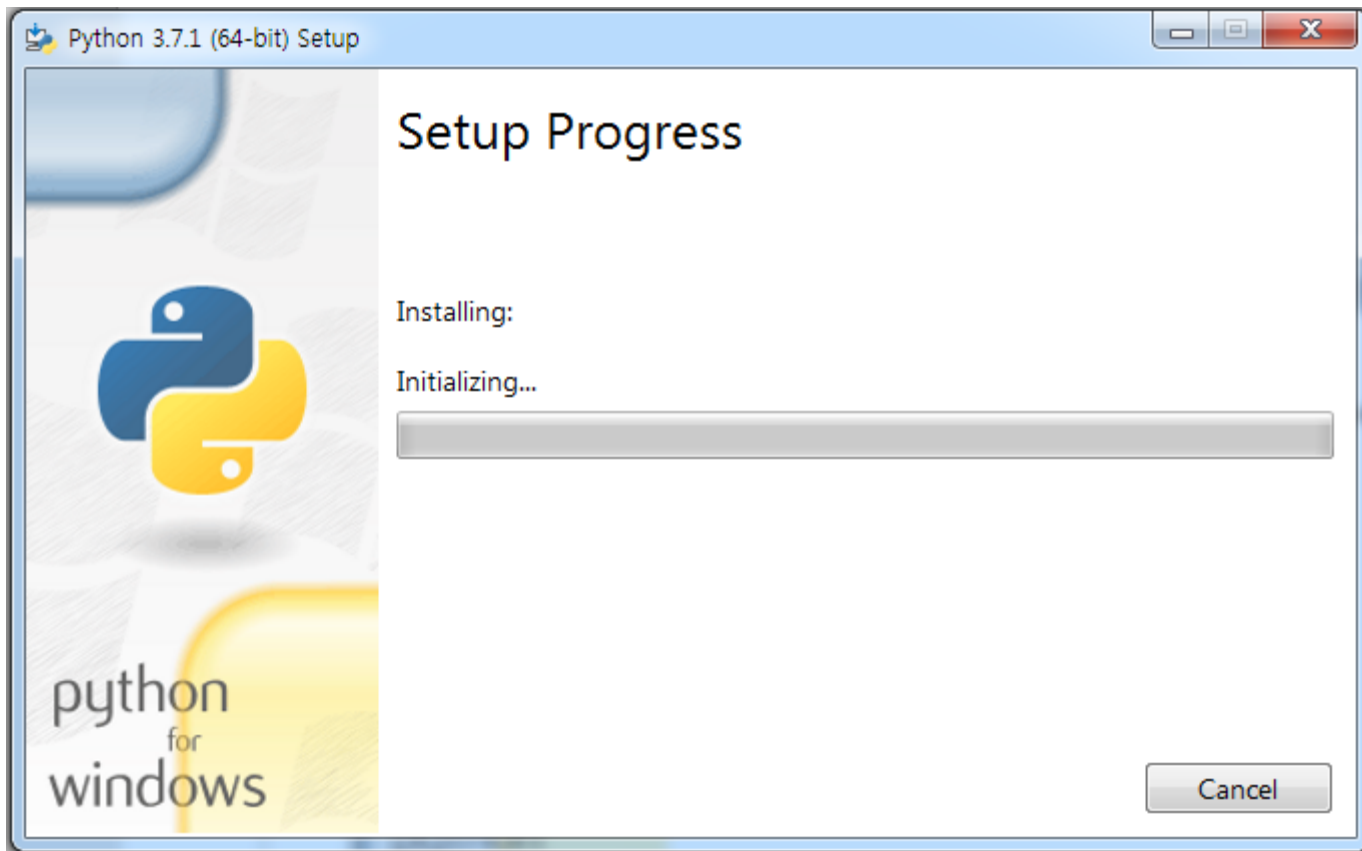 Python 3.7.1 (64-bit) Setup
Setup Progress
Installing:
Initializing...
python
for
windows
Cancel